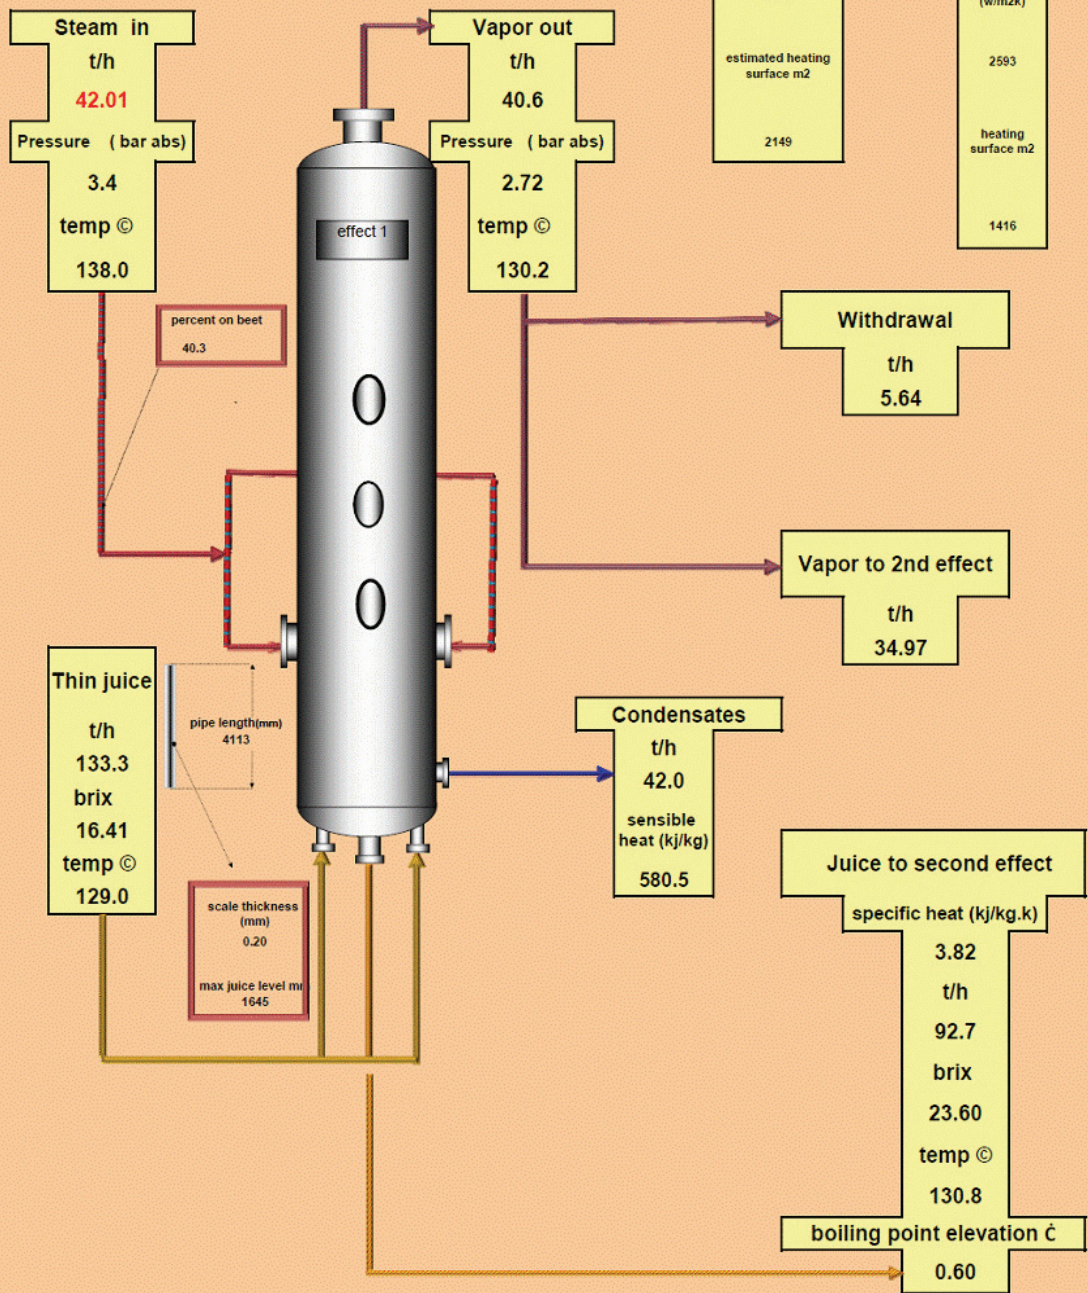 Steam in
t/h
42.01
Pressure ( bar abs)
3.4
temp ©
138.0
Vapor out
t/h
40.6
Pressure ( bar abs)
2.72
temp ©
130.2
estimated heating
surface m2
2149
(w/m2k)
2593
heating
surface m2
1416
effect 1
percent on beet
40.3
Withdrawal
t/h
5.64
Vapor to 2nd effect
t/h
34.97
Thin juice
t/h
133.3
brix
16.41
temp ©
129.0
pipe length(mm)
4113
scale thickness
(mm)
0.20
max juice level m
1645
Condensates
t/h
42.0
sensible
heat (kj/kg)
580.5
Juice to second effect
specific heat (kj/kg.k)
3.82
t/h
92.7
brix
23.60
temp ©
130.8
boiling point elevation ċ
0.60